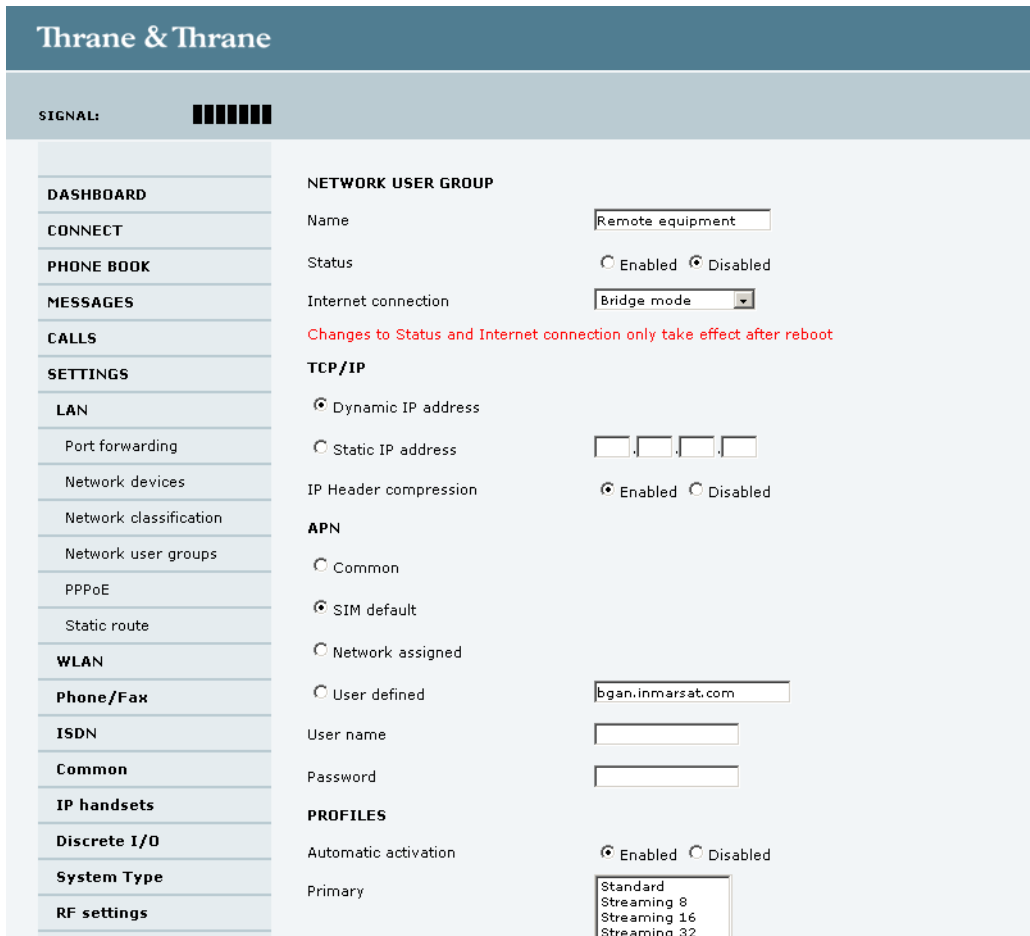 Thrane & Thrane
SIGNAL:
DASHBOARD
CONNECT
PHONE BOOK
MESSAGES
CALLS
SETTINGS
LAN
Port forwarding
Network devices
Network classification
Network user groups
PPPoE
Static route
WLAN
Phone/Fax
ISDN
Common
IP handsets
Discrete I/O
System Type
RF settings
NETWORK USER GROUP
Name Remote equipment
Status Enabled Disabled
Internet connection Bridge mode
Changes to Status and Internet connection only take effect after reboot
TCP/IP
Dynamic IP address
Static IP address . . .
IP Header compression Enabled Disabled
APN
Common
SIM default
Network assigned
User defined bgan.inmarsat.com
User name
Password
PROFILES
Automatic activation Enabled Disabled
Primary Standard
Streaming 8
Streaming 16
Streaming 32